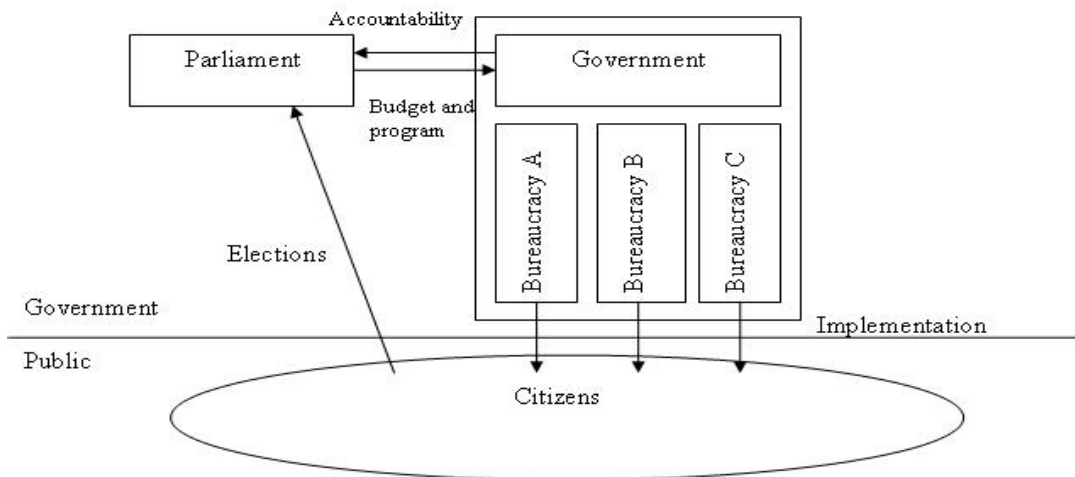 Accountability
Parliament
Government
Budget and
program
Bureaucracy A
Bureaucracy B
Bureaucracy C
Elections
Government
Implementation
Public
Citizens